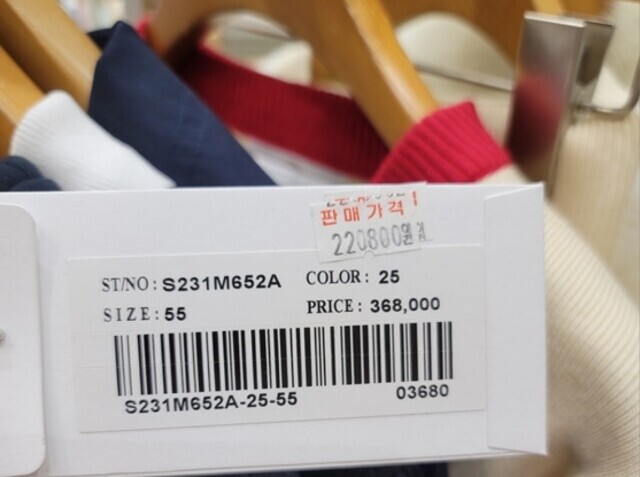 판매가격
220800원
ST/NO : S231M652A COLOR : 25
SIZE : 55 PRICE : 368,000
S231M652A-25-55 03680